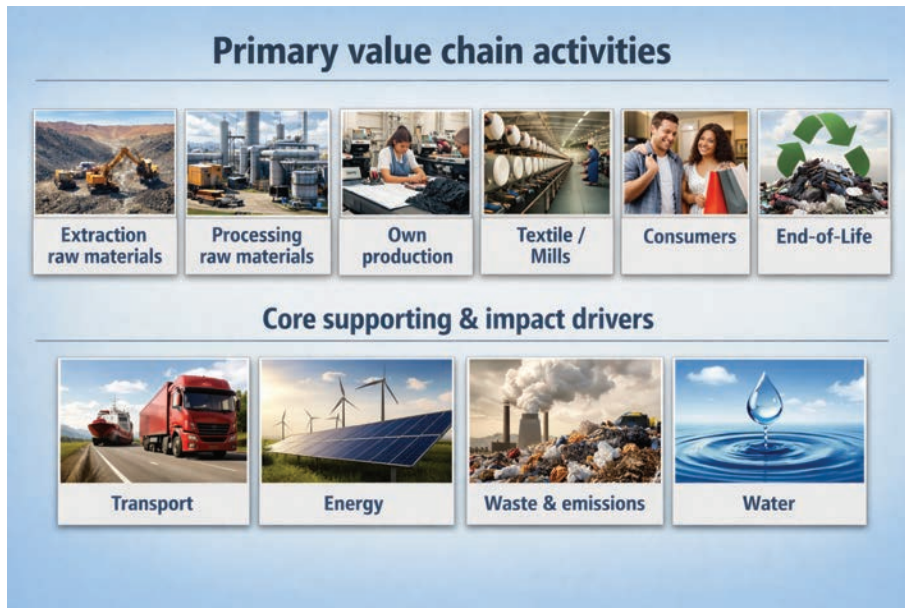 Primary value chain activities
Extraction
raw materials
Processing
raw materials
Own
production
Textile /
Mills
Consumers
End-of-Life
Core supporting & impact drivers
Transport
Energy
Waste & emissions
Water